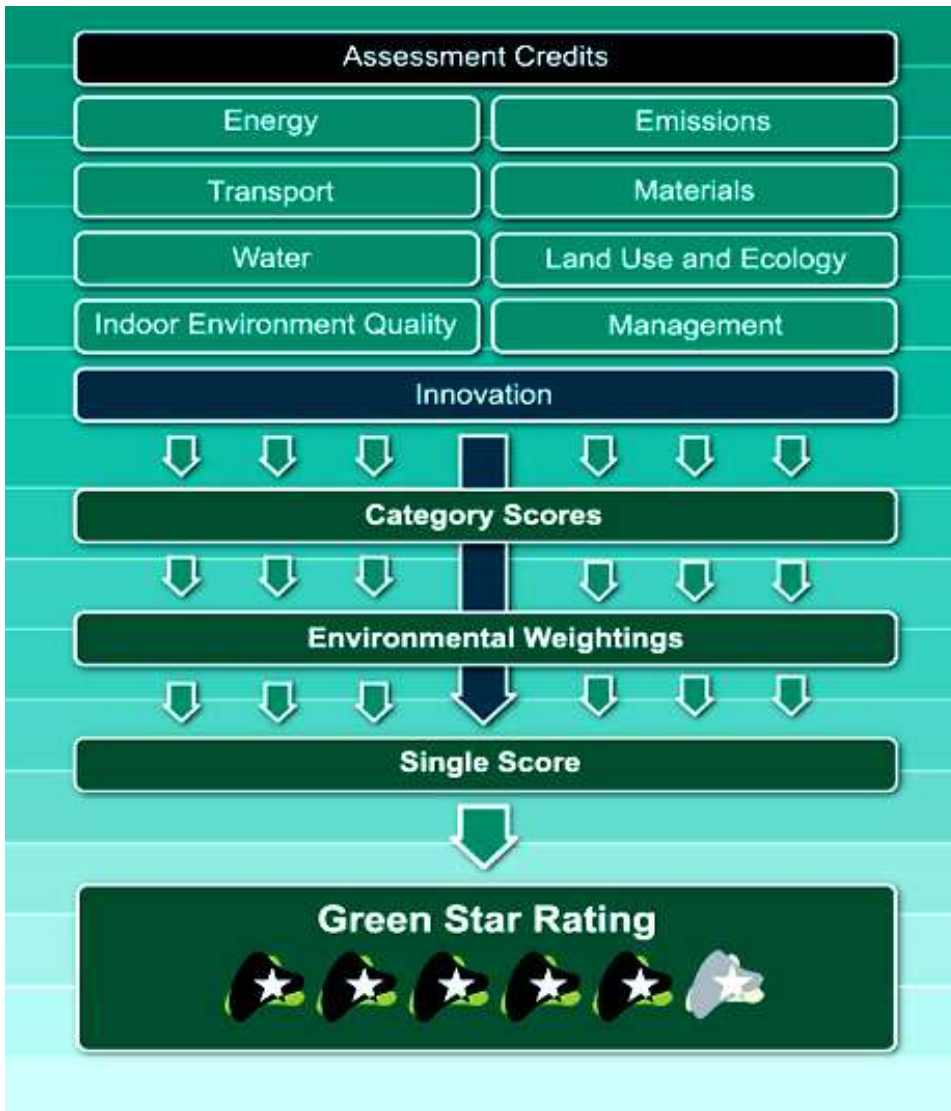 Assessment Credits
Energy
Emissions
Transport
Materials
Water
Land Use and Ecology
Indoor Environment Quality
Management
Innovation
Category Scores
Environmental Weightings
Single Score
Green Star Rating